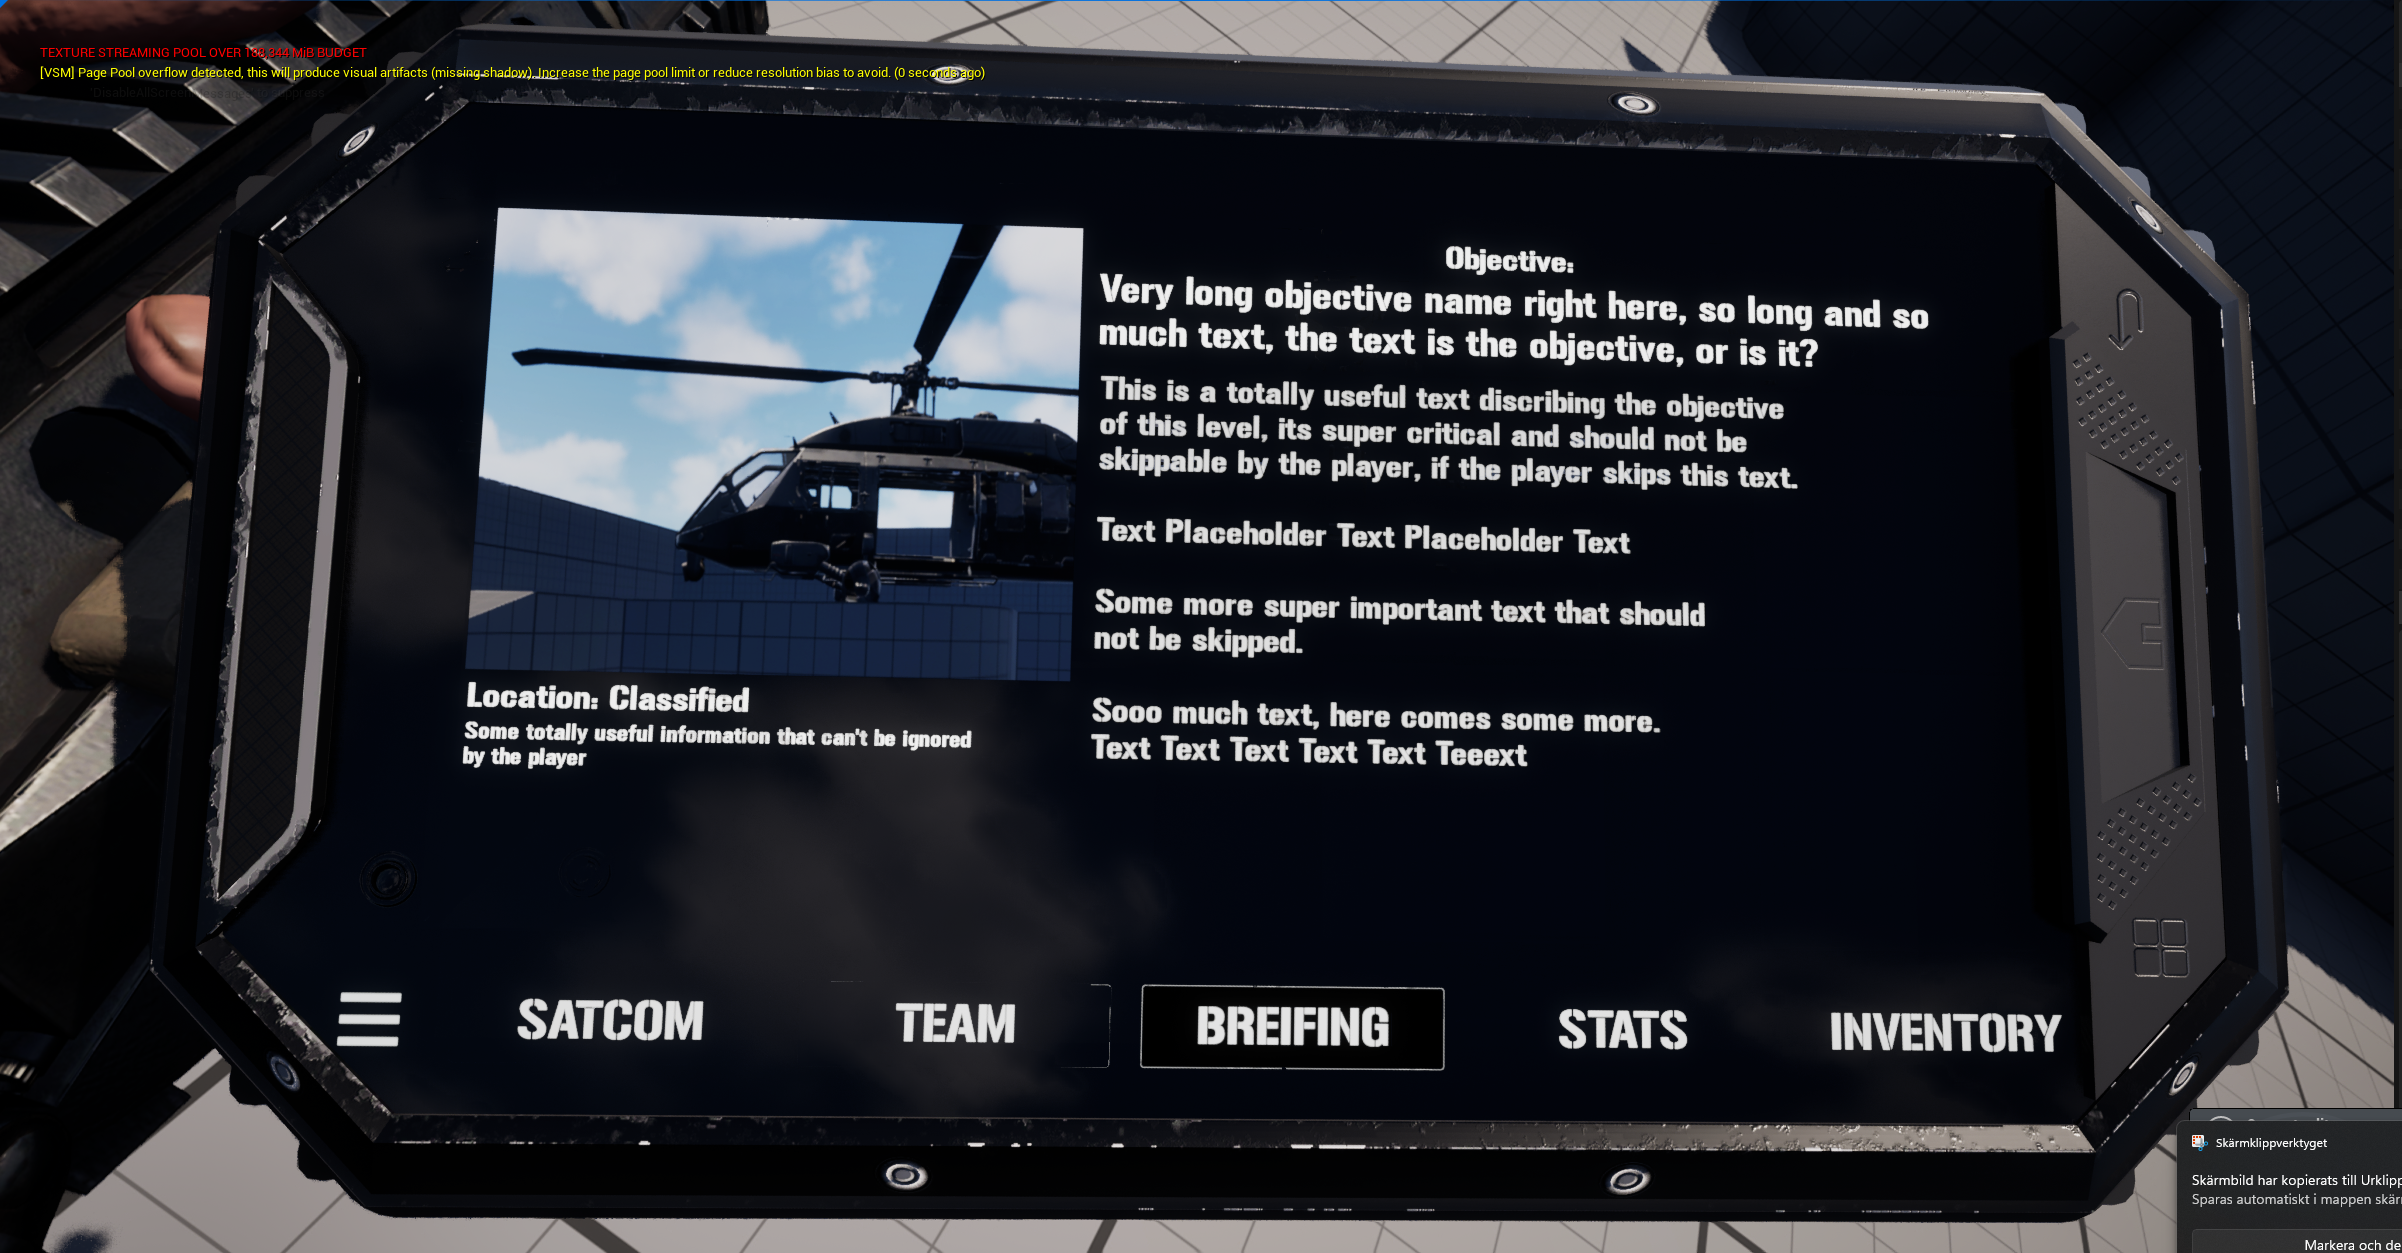 TEXTURE STREAMING POOL OVER 193,344 MiB BUDGET
[VSM] Page Pool overflow detected, this will produce visual artifacts (missing shadow). Increase the page pool limit or reduce resolution bias to avoid. (0 seconds ago)
Objective:
Very long objective name right here, so long and so
much text, the text is the objective, or is it?
This is a totally useful text discribing the objective
of this level, its super critical and should not be
skippable by the player, if the player skips this text.
Text Placeholder Text Placeholder Text
Some more super important text that should
not be skipped.
Sooo much text, here comes some more.
Text Text Text Text Text Teeext
Location: Classified
Some totally useful information that can't be ignored
by the player
SATCOM
TEAM
BREIFING
STATS
INVENTORY
Skärmklippverktyget
Skärmbild har kopierats till Urklipp
Sparas automatiskt i mappen skär
Markera och de